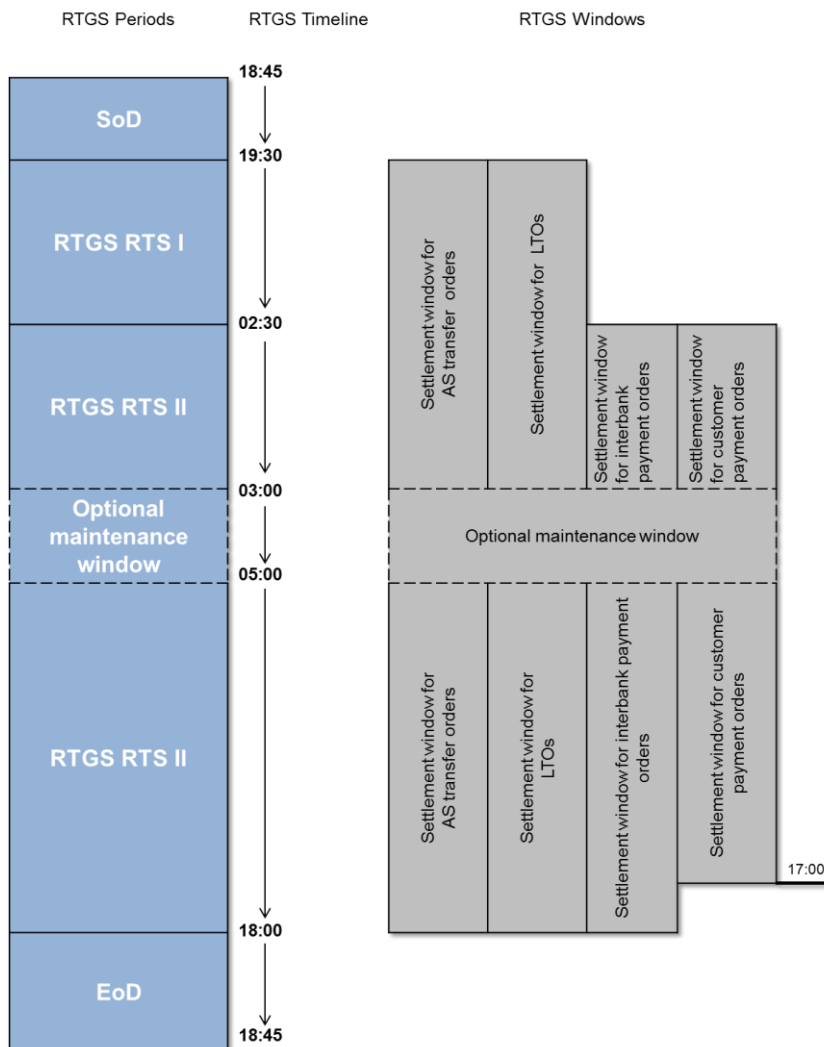 RTGS Periods
RTGS Timeline
RTGS Windows
18:45
SoD
19:30
RTGS RTS I
Settlement window for
AS transfer orders
Settlement window for LTOs
02:30
RTGS RTS II
Settlement window
for interbank
payment orders
Settlement window
for customer
payment orders
03:00
Optional
maintenance
window
Optional maintenance window
05:00
RTGS RTS II
Settlement window for
AS transfer orders
Settlement window for
LTOs
Settlement window for interbank payment
orders
Settlement window for customer
payment orders
17:00
18:00
EoD
18:45